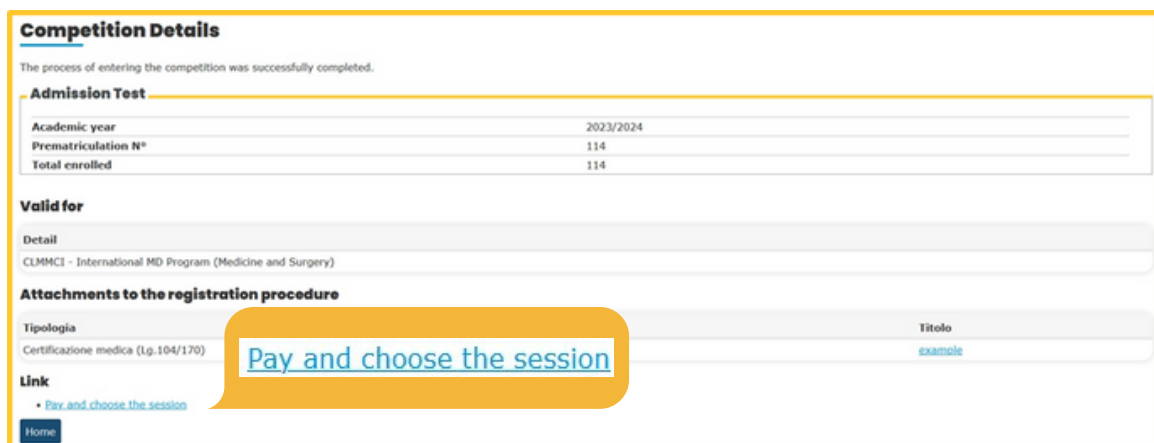 Competition Details
The process of entering the competition was successfully completed.
Admission Test
Academic year 2023/2024
Prematriculation N° 114
Total enrolled 114
Valid for
Detail
CLMMCI - International MD Program (Medicine and Surgery)
Attachments to the registration procedure
Tipologia Titolo
Certificazione medica (Lg.104/170) example
Pay and choose the session
Link
• Pay and choose the session
Home